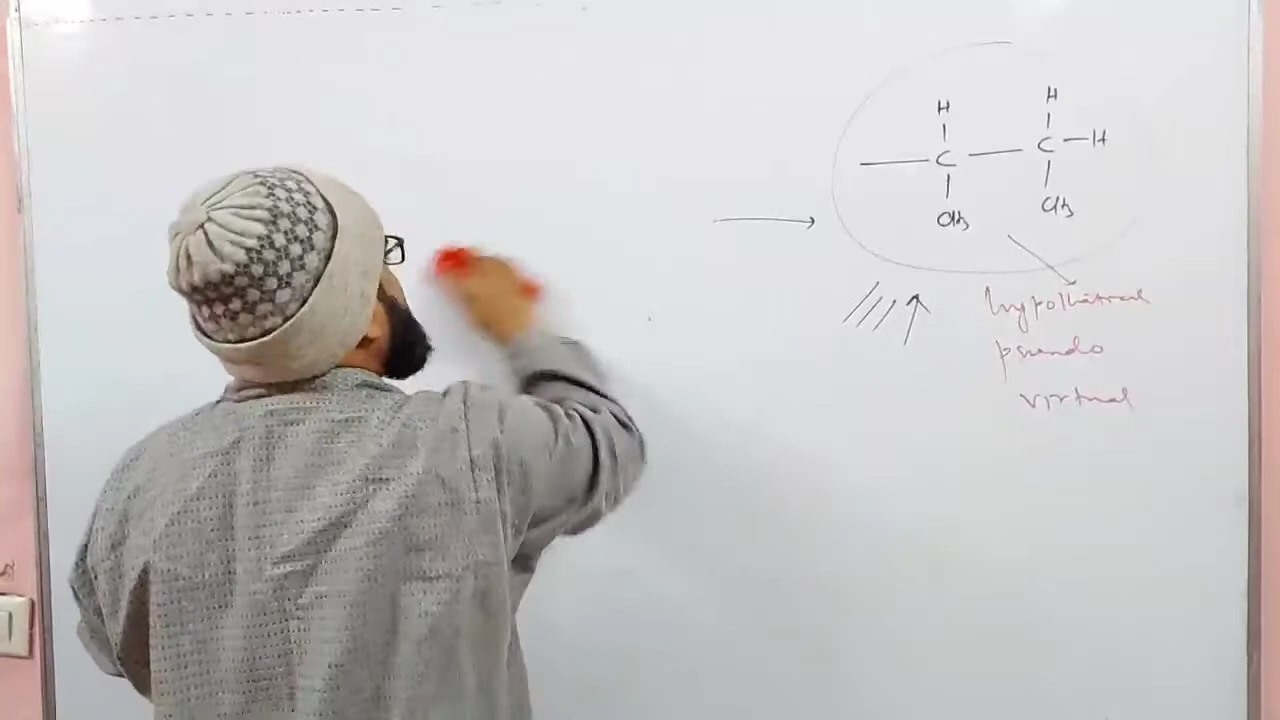 H H
— C — C — H
CH3 CH3
hypothetical
pseudo
virtual